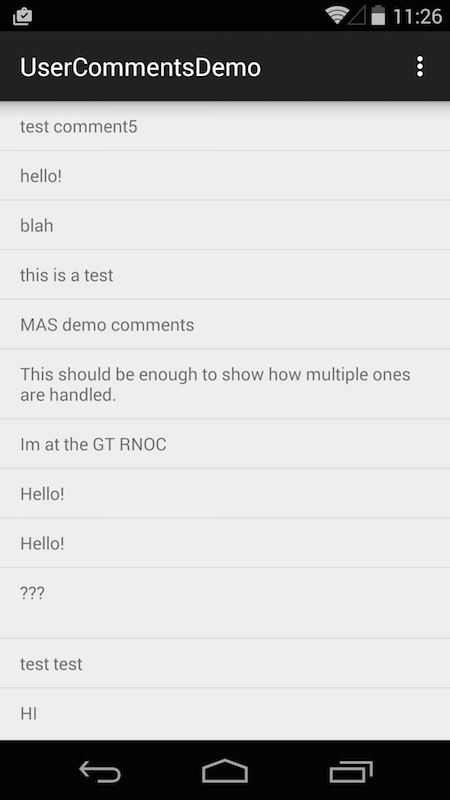 11:26
UserCommentsDemo
test comment5
hello!
blah
this is a test
MAS demo comments
This should be enough to show how multiple ones
are handled.
Im at the GT RNOC
Hello!
Hello!
???
test test
HI